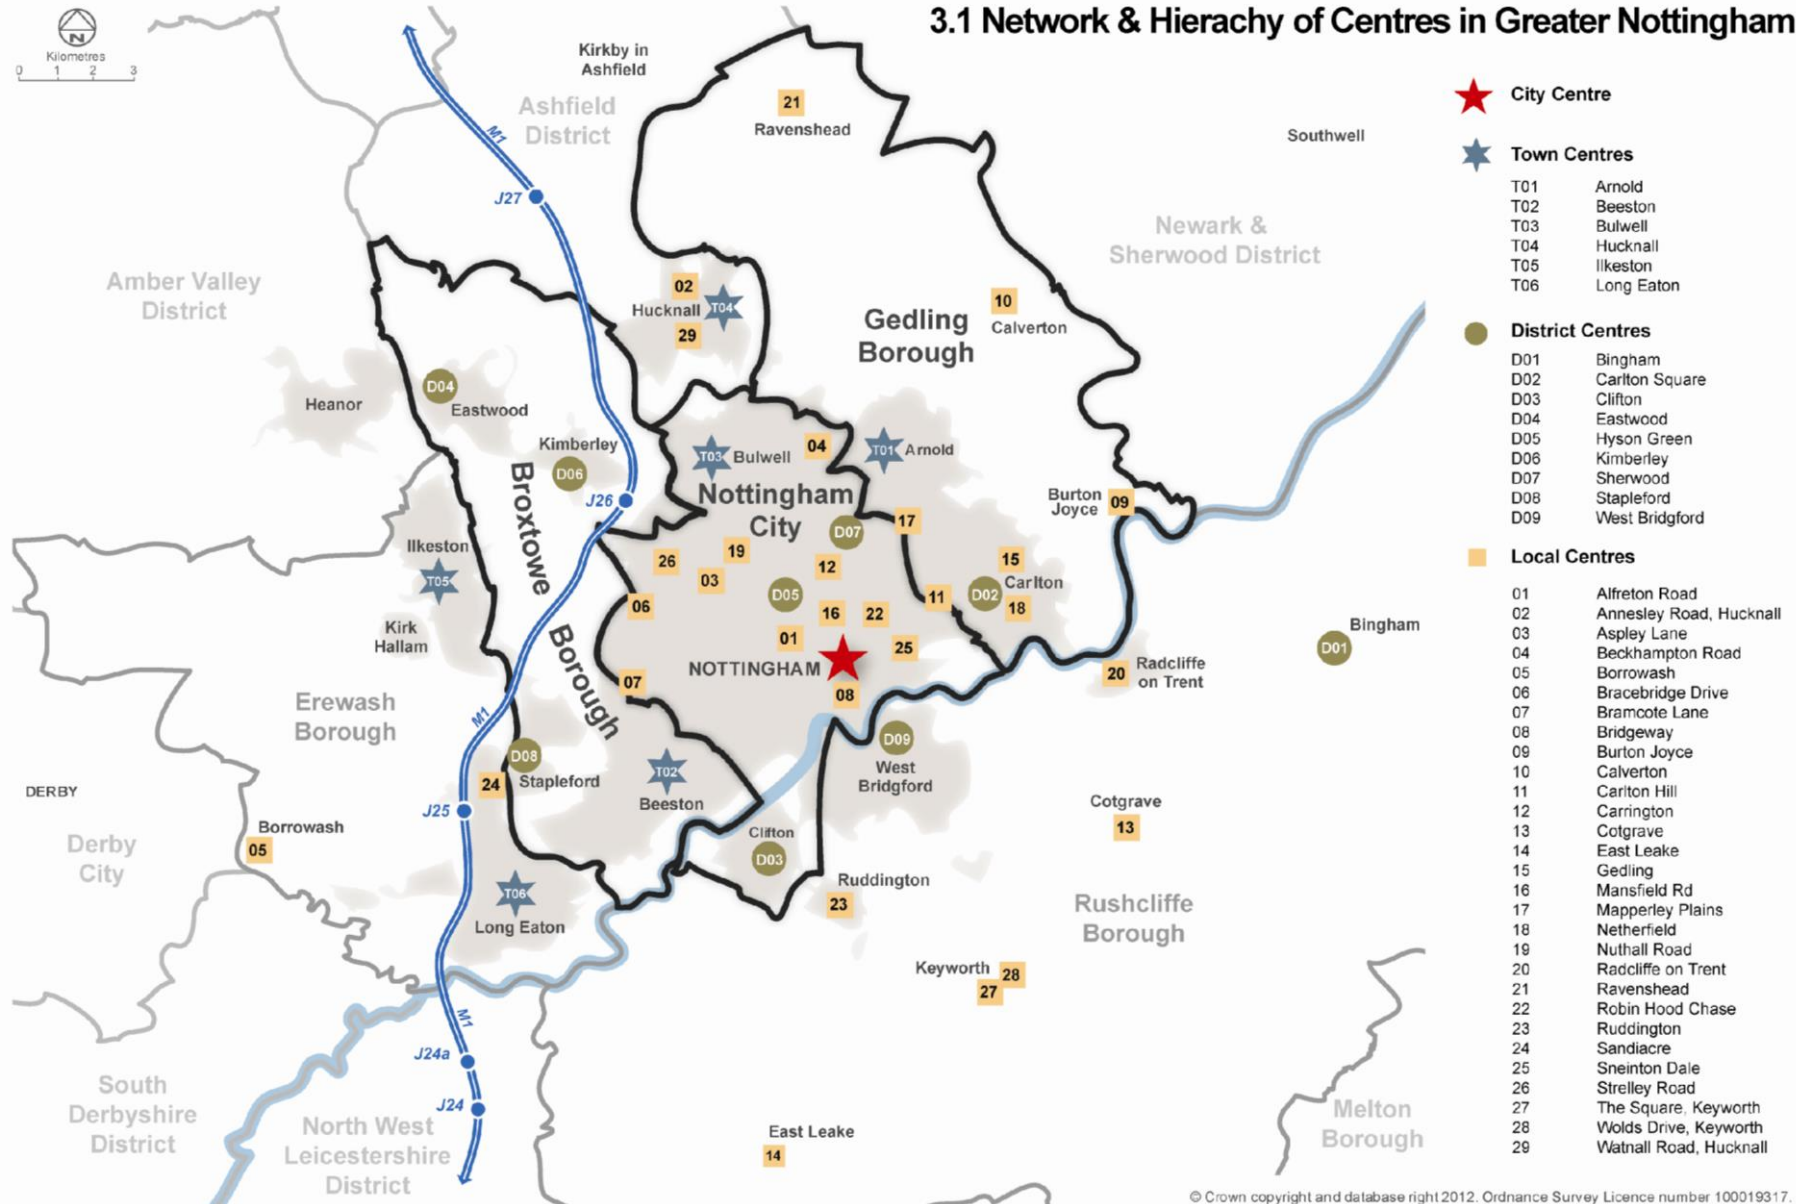 3.1 Network & Hierachy of Centres in Greater Nottingham
N
Kilometres
0 1 2 3
Kirkby in
Ashfield
Ashfield
District
21
Ravenshead
Southwell
M1
J27
Newark &
Sherwood District
Amber Valley
District
02
Hucknall
T04
29
10
Calverton
Gedling
Borough
D04
Eastwood
Heanor
Kimberley
D06
J26
T03
Bulwell
04
T01
Arnold
Nottingham
City
D07
17
Burton
Joyce
09
Broxtowe
Borough
Ilkeston
T05
Kirk
Hallam
26
19
03
12
15
Carlton
D02
18
06
D05
16
22
11
01
25
NOTTINGHAM
08
07
20
Radcliffe
on Trent
Bingham
D01
Erewash
Borough
M1
D08
Stapleford
24
T02
Beeston
D09
West
Bridgford
J25
DERBY
Derby
City
Borrowash
05
Clifton
D03
Cotgrave
13
Ruddington
23
Rushcliffe
Borough
T06
Long Eaton
Keyworth
28
27
M1
J24a
J24
South
Derbyshire
District
North West
Leicestershire
District
East Leake
14
Melton
Borough
City Centre
Town Centres
T01 Arnold
T02 Beeston
T03 Bulwell
T04 Hucknall
T05 Ilkeston
T06 Long Eaton
District Centres
D01 Bingham
D02 Carlton Square
D03 Clifton
D04 Eastwood
D05 Hyson Green
D06 Kimberley
D07 Sherwood
D08 Stapleford
D09 West Bridgford
Local Centres
01 Alfreton Road
02 Annesley Road, Hucknall
03 Aspley Lane
04 Beckhampton Road
05 Borrowash
06 Bracebridge Drive
07 Bramcote Lane
08 Bridgeway
09 Burton Joyce
10 Calverton
11 Carlton Hill
12 Carrington
13 Cotgrave
14 East Leake
15 Gedling
16 Mansfield Rd
17 Mapperley Plains
18 Netherfield
19 Nuthall Road
20 Radcliffe on Trent
21 Ravenshead
22 Robin Hood Chase
23 Ruddington
24 Sandiacre
25 Sneinton Dale
26 Strelley Road
27 The Square, Keyworth
28 Wolds Drive, Keyworth
29 Watnall Road, Hucknall
© Crown copyright and database right 2012. Ordnance Survey Licence number 100019317.